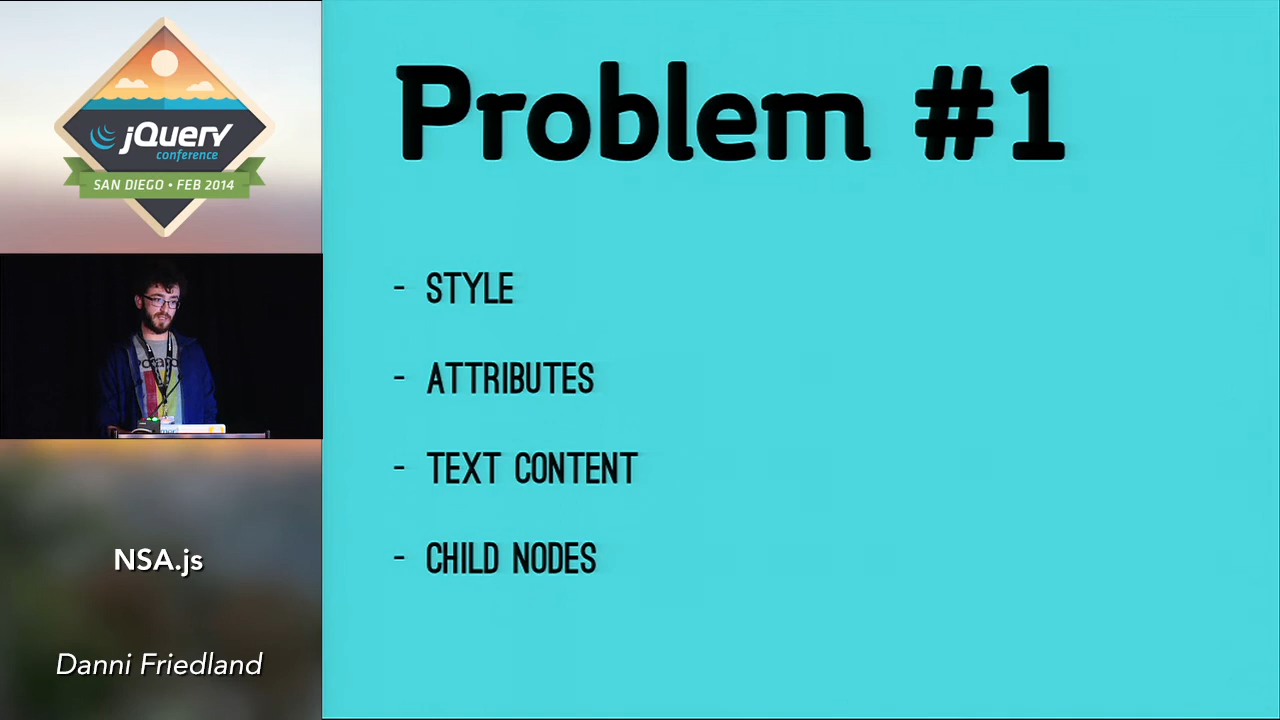 jQuery
conference
SAN DIEGO • FEB 2014
NSA.js
Danni Friedland
Problem #1
- STYLE
- ATTRIBUTES
- TEXT CONTENT
- CHILD NODES